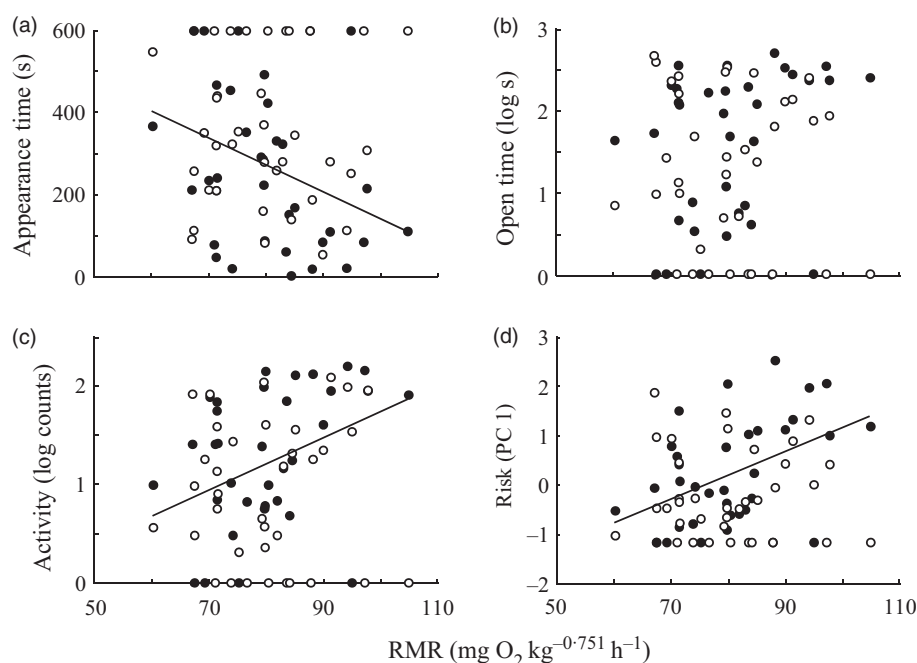 (a)
Appearance time (s)
600
400
200
0
(b)
Open time (log s)
3
2
1
0
(c)
Activity (log counts)
2
1
0
50 70 90 110
(d)
Risk (PC 1)
3
2
1
0
−1
−2
50 70 90 110
RMR (mg O₂ kg⁻⁰·⁷⁵¹ h⁻¹)